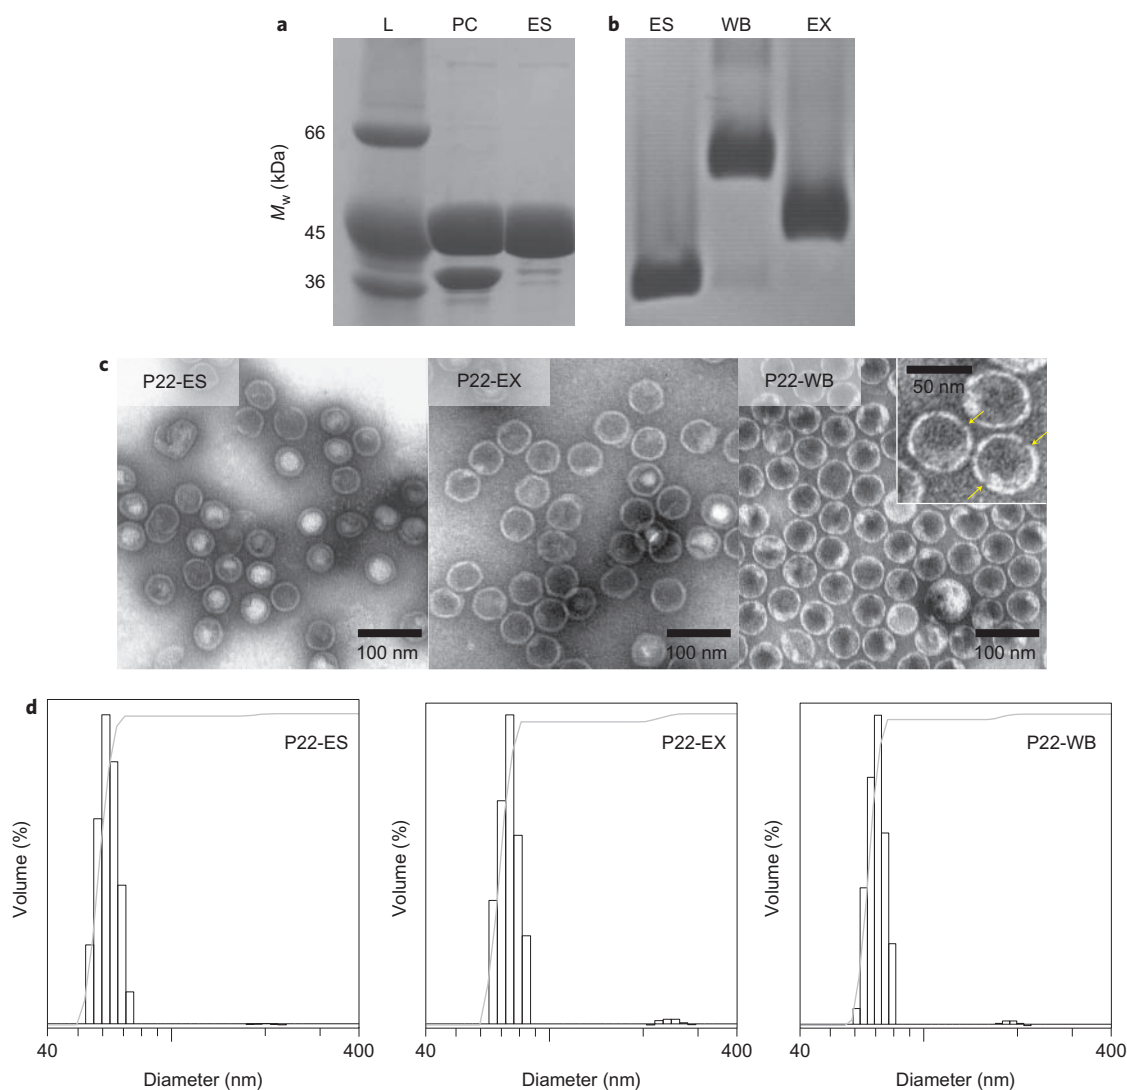 a L PC ES
66
45
36
Mw (kDa)
b ES WB EX
c
P22-ES
100 nm
P22-EX
100 nm
P22-WB
50 nm
100 nm
d
P22-ES
Volume (%)
40 400
Diameter (nm)
P22-EX
Volume (%)
40 400
Diameter (nm)
P22-WB
Volume (%)
40 400
Diameter (nm)